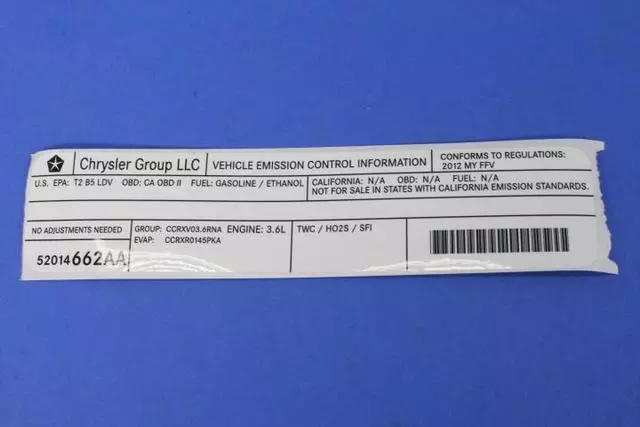 Chrysler Group LLC
VEHICLE EMISSION CONTROL INFORMATION
CONFORMS TO REGULATIONS:
2012 MY FFV
U.S. EPA: T2 B5 LDV OBD: CA OBD II FUEL: GASOLINE / ETHANOL
CALIFORNIA: N/A OBD: N/A FUEL: N/A
NOT FOR SALE IN STATES WITH CALIFORNIA EMISSION STANDARDS.
NO ADJUSTMENTS NEEDED
52014662AA
GROUP: CCRXV03.6RNA ENGINE: 3.6L
EVAP: CCRXR0145PKA
TWC / HO2S / SFI